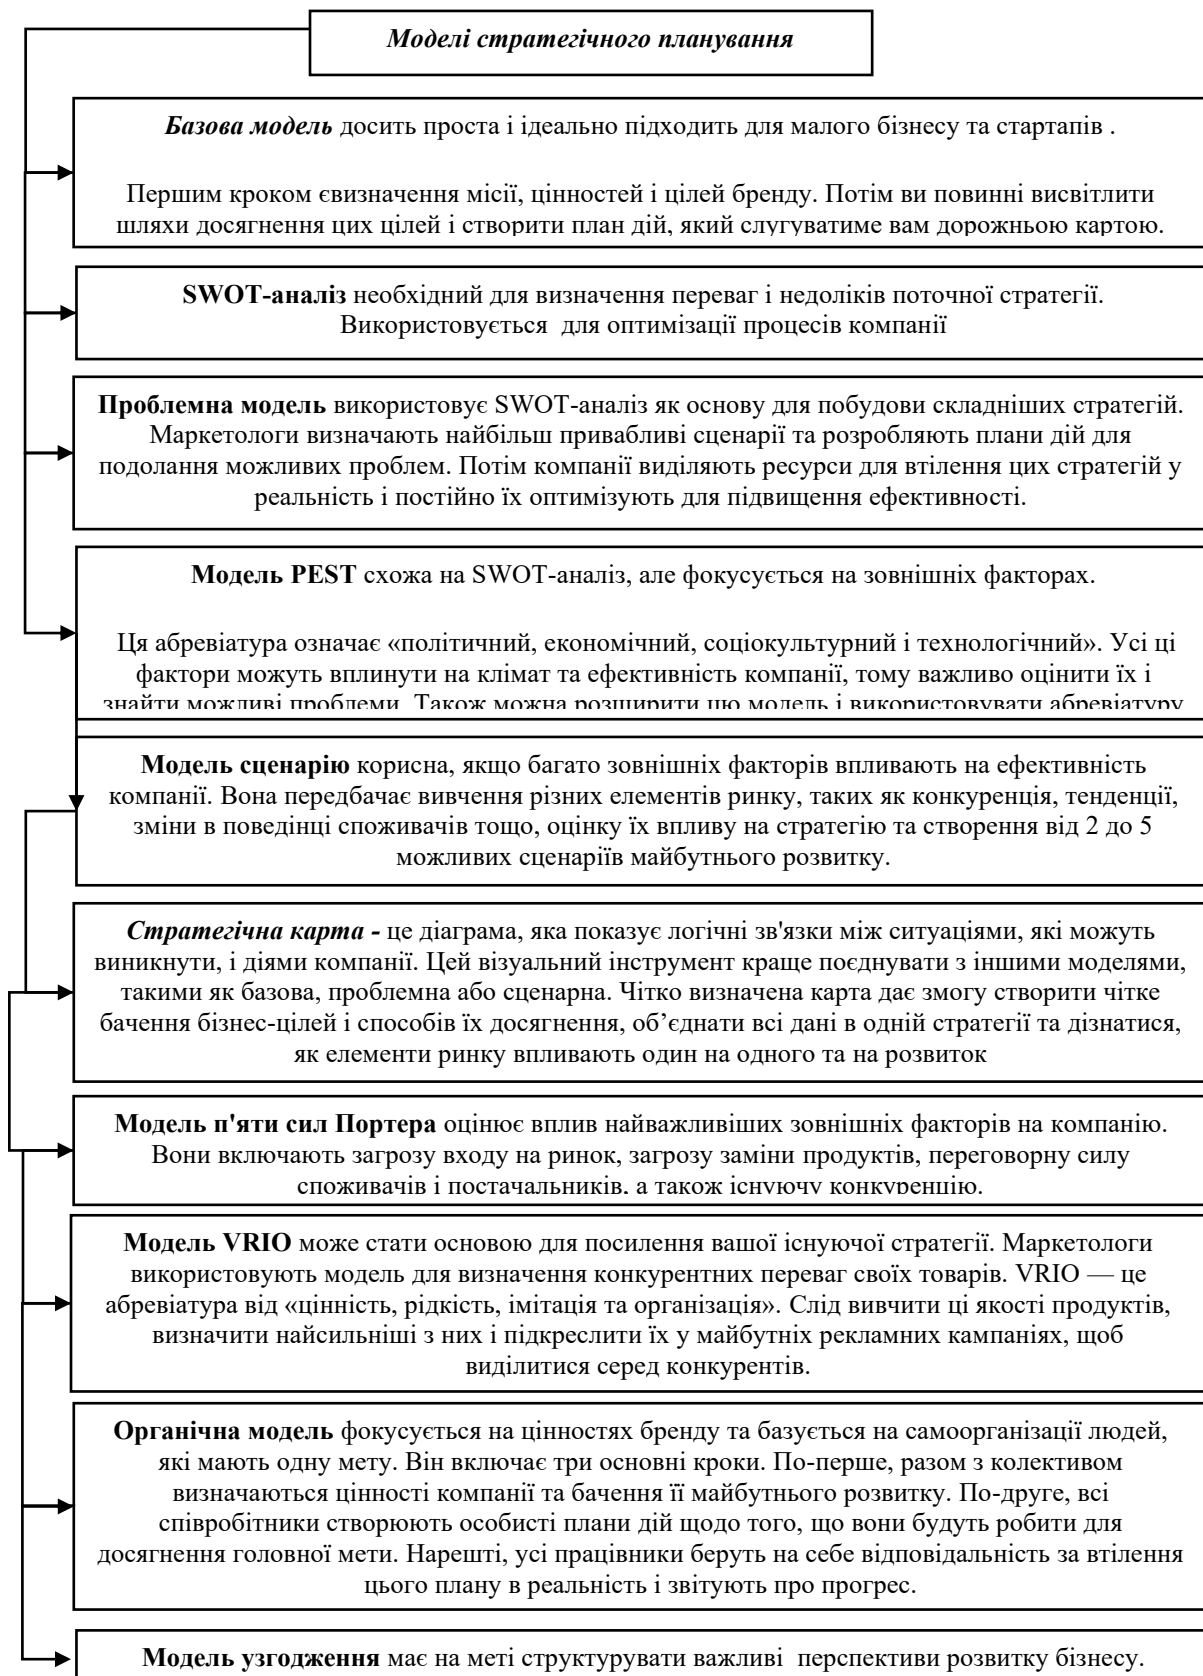 Моделі стратегічного планування
Базова модель досить проста і ідеально підходить для малого бізнесу та стартапів .
Першим кроком євизначення місії, цінностей і цілей бренду. Потім ви повинні висвітлити
шляхи досягнення цих цілей і створити план дій, який слугуватиме вам дорожньою картою.
SWOT-аналіз необхідний для визначення переваг і недоліків поточної стратегії.
Використовується для оптимізації процесів компанії
Проблемна модель використовує SWOT-аналіз як основу для побудови складніших стратегій.
Маркетологи визначають найбільш привабливі сценарії та розробляють плани дій для
подолання можливих проблем. Потім компанії виділяють ресурси для втілення цих стратегій у
реальність і постійно їх оптимізують для підвищення ефективності.
Модель PEST схожа на SWOT-аналіз, але фокусується на зовнішніх факторах.
Ця абревіатура означає «політичний, економічний, соціокультурний і технологічний». Усі ці
фактори можуть вплинути на клімат та ефективність компанії, тому важливо оцінити їх і
знайти можливі проблеми. Також можна розширити цю модель і використовувати абревіатуру
Модель сценарію корисна, якщо багато зовнішніх факторів впливають на ефективність
компанії. Вона передбачає вивчення різних елементів ринку, таких як конкуренція, тенденції,
зміни в поведінці споживачів тощо, оцінку їх впливу на стратегію та створення від 2 до 5
можливих сценаріїв майбутнього розвитку.
Стратегічна карта - це діаграма, яка показує логічні зв'язки між ситуаціями, які можуть
виникнути, і діями компанії. Цей візуальний інструмент краще поєднувати з іншими моделями,
такими як базова, проблемна або сценарна. Чітко визначена карта дає змогу створити чітке
бачення бізнес-цілей і способів їх досягнення, об’єднати всі дані в одній стратегії та дізнатися,
як елементи ринку впливають один на одного та на розвиток
Модель п'яти сил Портера оцінює вплив найважливіших зовнішніх факторів на компанію.
Вони включають загрозу входу на ринок, загрозу заміни продуктів, переговорну силу
споживачів і постачальників, а також існуючу конкуренцію.
Модель VRIO може стати основою для посилення вашої існуючої стратегії. Маркетологи
використовують модель для визначення конкурентних переваг своїх товарів. VRIO — це
абревіатура від «цінність, рідкість, імітація та організація». Слід вивчити ці якості продуктів,
визначити найсильніші з них і підкреслити їх у майбутніх рекламних кампаніях, щоб
виділитися серед конкурентів.
Органічна модель фокусується на цінностях бренду та базується на самоорганізації людей,
які мають одну мету. Він включає три основні кроки. По-перше, разом з колективом
визначаються цінності компанії та бачення її майбутнього розвитку. По-друге, всі
співробітники створюють особисті плани дій щодо того, що вони будуть робити для
досягнення головної мети. Нарешті, усі працівники беруть на себе відповідальність за втілення
цього плану в реальність і звітують про прогрес.
Модель узгодження має на меті структурувати важливі перспективи розвитку бізнесу.